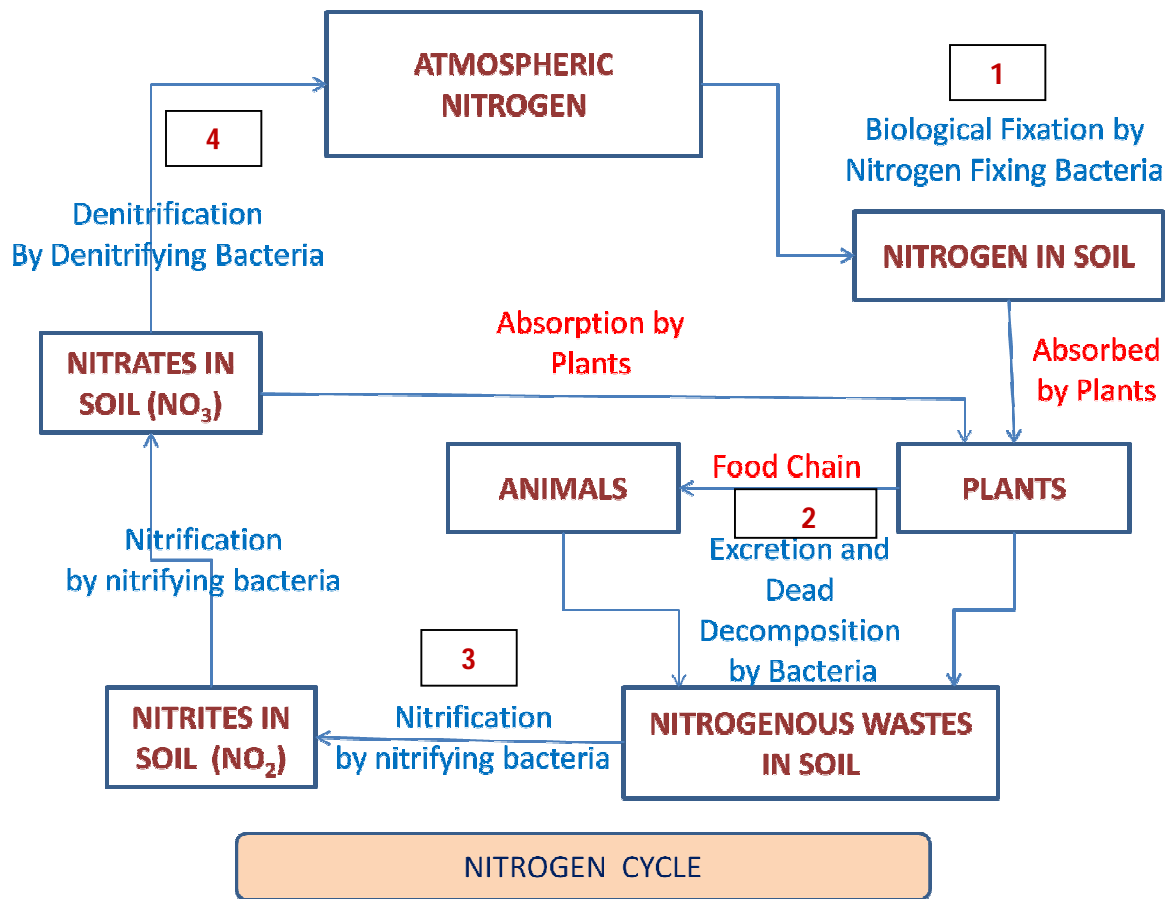 ATMOSPHERIC
NITROGEN
1
Biological Fixation by
Nitrogen Fixing Bacteria
4
Denitrification
By Denitrifying Bacteria
NITROGEN IN SOIL
Absorption by
Plants
Absorbed
by Plants
NITRATES IN
SOIL (NO₃)
ANIMALS
Food Chain
PLANTS
2
Excretion and
Dead
Decomposition
by Bacteria
Nitrification
by nitrifying bacteria
3
Nitrification
by nitrifying bacteria
NITRITES IN
SOIL (NO₂)
NITROGENOUS WASTES
IN SOIL
NITROGEN CYCLE